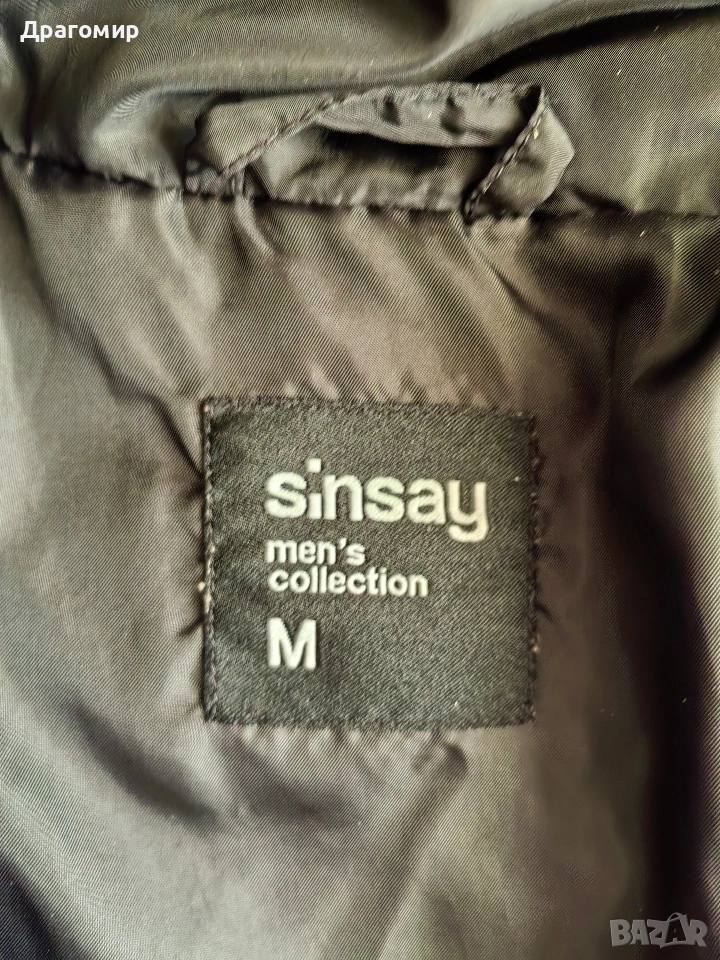 Драгомир
sinsay
men's
collection
M
BAZAR